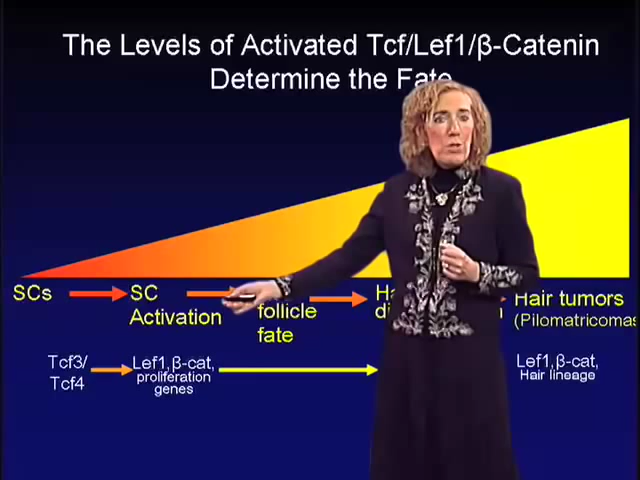 The Levels of Activated Tcf/Lef1/β-Catenin
Determine the Fate
SCs
SC
Activation
follicle
fate
Hair tumors
(Pilomatricomas
Tcf3/
Tcf4
Lef1,β-cat,
proliferation
genes
Lef1,β-cat,
Hair lineage